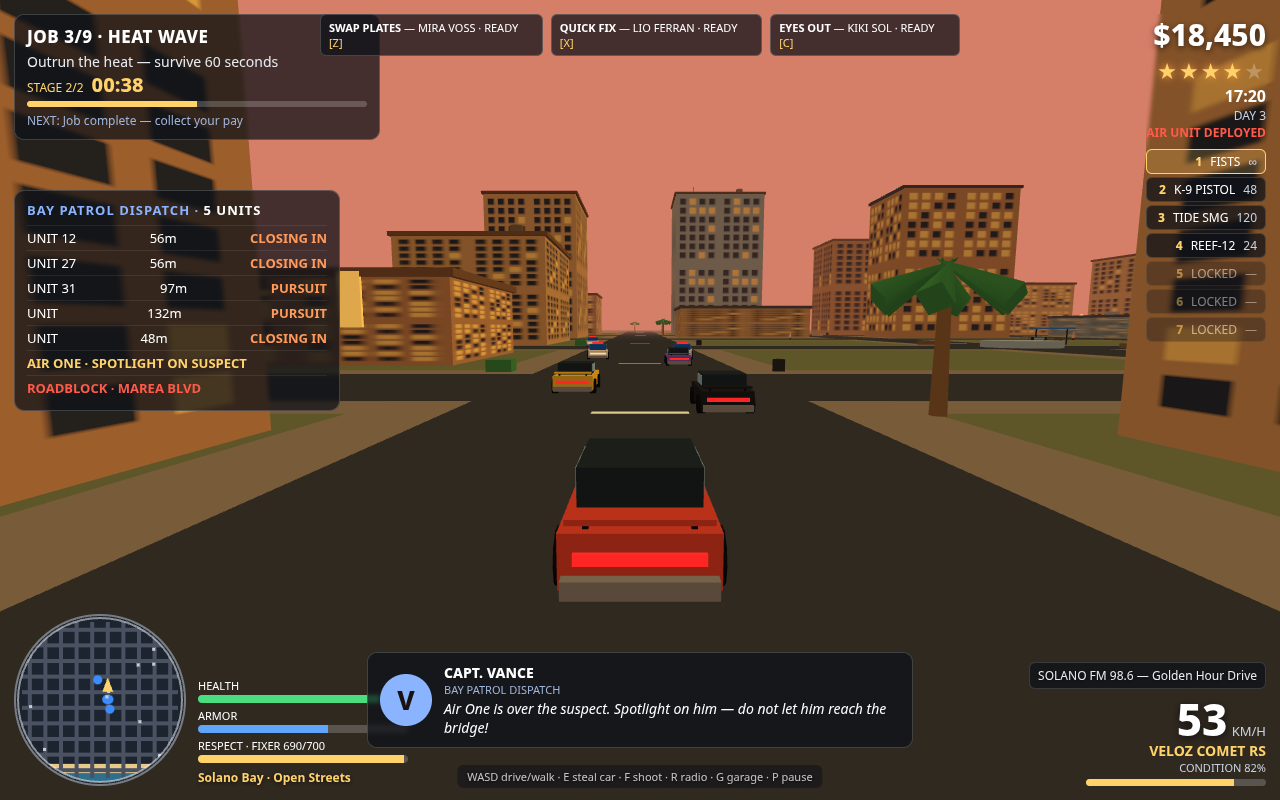 JOB 3/9 · HEAT WAVE
Outrun the heat — survive 60 seconds
STAGE 2/2 00:38
NEXT: Job complete — collect your pay
SWAP PLATES — MIRA VOSS · READY
[Z]
QUICK FIX — LIO FERRAN · READY
[X]
EYES OUT — KIKI SOL · READY
[C]
$18,450
★★★★★
17:20
DAY 3
AIR UNIT DEPLOYED
1 FISTS ∞
2 K-9 PISTOL 48
3 TIDE SMG 120
4 REEF-12 24
5 LOCKED —
6 LOCKED —
7 LOCKED —
BAY PATROL DISPATCH · 5 UNITS
UNIT 12 56m CLOSING IN
UNIT 27 56m CLOSING IN
UNIT 31 97m PURSUIT
UNIT 132m PURSUIT
UNIT 48m CLOSING IN
AIR ONE · SPOTLIGHT ON SUSPECT
ROADBLOCK · MAREA BLVD
HEALTH
ARMOR
RESPECT · FIXER 690/700
Solano Bay · Open Streets
V
CAPT. VANCE
BAY PATROL DISPATCH
Air One is over the suspect. Spotlight on him — do not let him reach the
bridge!
WASD drive/walk · E steal car · F shoot · R radio · G garage · P pause
SOLANO FM 98.6 — Golden Hour Drive
53 KM/H
VELOZ COMET RS
CONDITION 82%